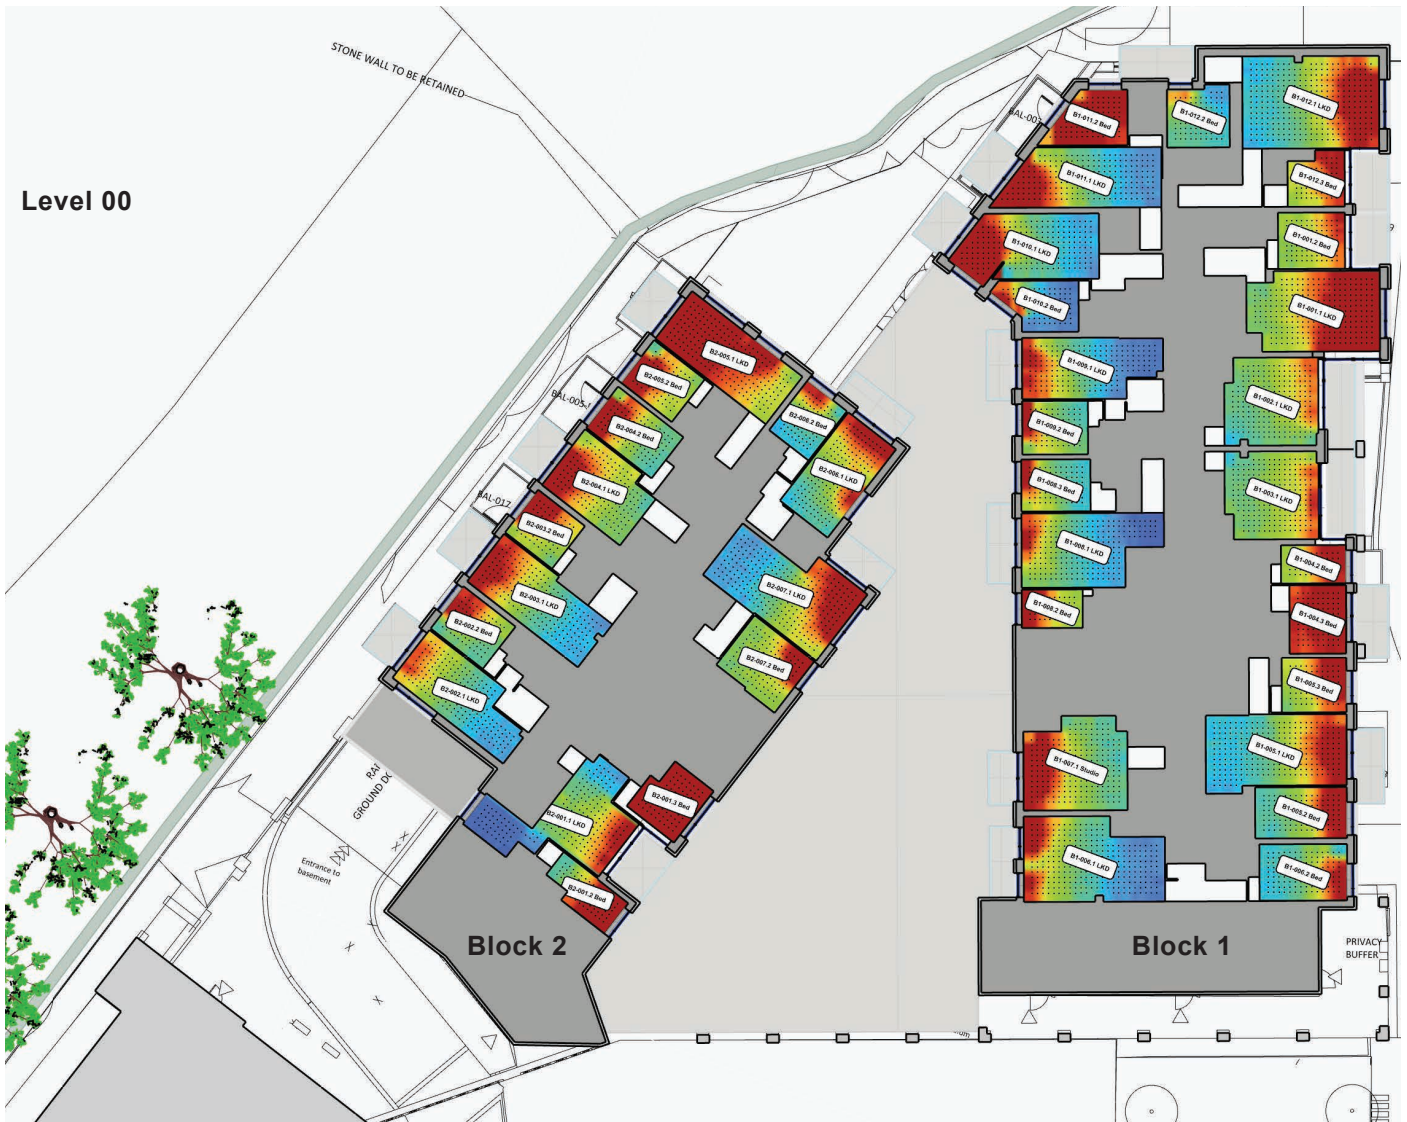 Level 00
STONE WALL TO BE RETAINED
BAL-00
B1-011.2 Bed
B1-012.2 Bed
B1-012.1 LKD
B1-011.1 LKD
B1-012.3 Bed
B1-010.1 LKD
B1-001.2 Bed
B1-010.2 Bed
B1-001.1 LKD
B1-009.1 LKD
B1-002.1 LKD
B1-009.2 Bed
B1-008.3 Bed
B1-003.1 LKD
B1-008.1 LKD
B1-004.2 Bed
B1-008.2 Bed
B1-004.3 Bed
B1-005.3 Bed
B1-005.1 LKD
B1-007.1 Studio
B1-005.2 Bed
B1-006.1 LKD
B1-006.2 Bed
B2-005.1 LKD
B2-005.2 Bed
BAL-005-
B2-004.2 Bed
B2-006.2 Bed
B2-006.1 LKD
B2-004.1 LKD
BAL-017
B2-003.2 Bed
B2-003.1 LKD
B2-007.1 LKD
B2-002.2 Bed
B2-007.2 Bed
B2-002.1 LKD
B2-001.3 Bed
B2-001.1 LKD
B2-001.2 Bed
GROUND DC
Entrance to
basement
Block 2
Block 1
PRIVACY
BUFFER